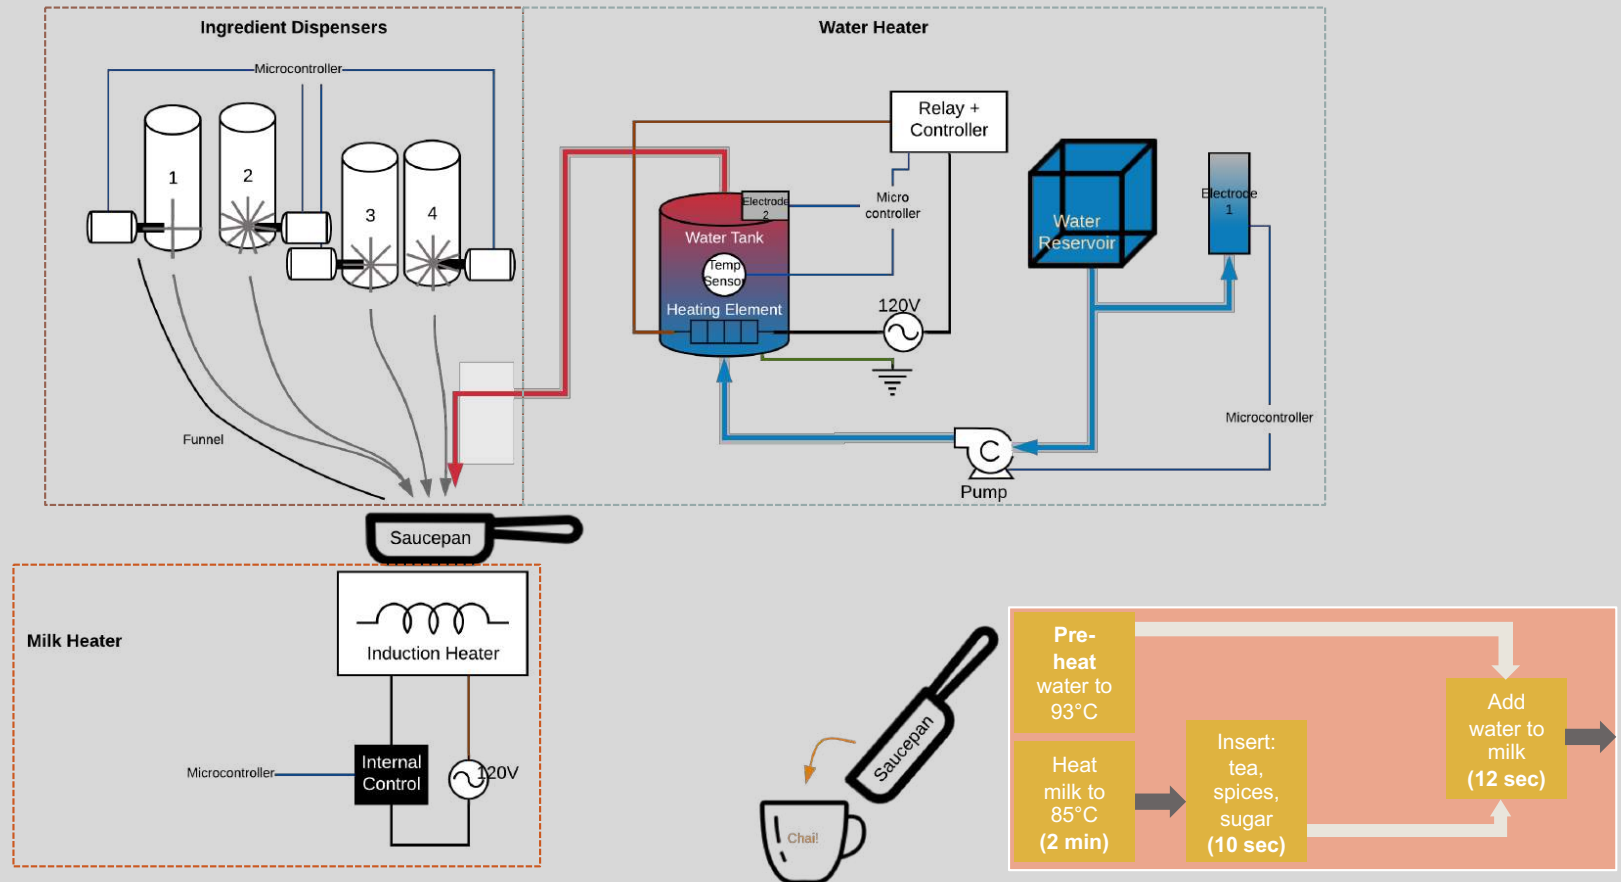 Ingredient Dispensers
Water Heater
Microcontroller
1
2
3
4
Funnel
Relay +
Controller
Electrode
2
Micro
controller
Water Tank
Temp
Sensor
Heating Element
120V
Water
Reservoir
Electrode
1
Microcontroller
C
Pump
Saucepan
Milk Heater
Induction Heater
Microcontroller
Internal
Control
120V
Saucepan
Chai!
Pre-
heat
water to
93°C
Heat
milk to
85°C
(2 min)
Insert:
tea,
spices,
sugar
(10 sec)
Add
water to
milk
(12 sec)